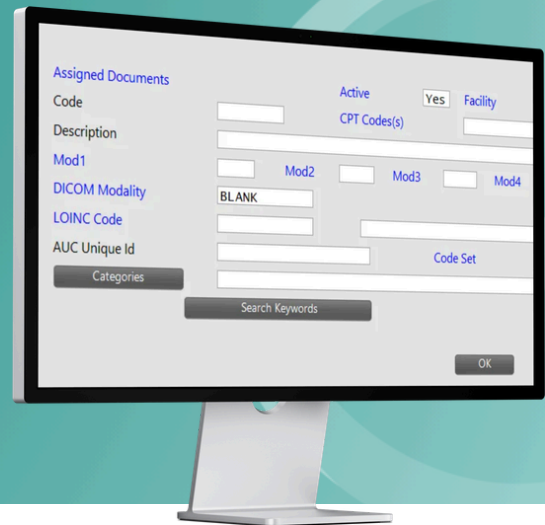 Assigned Documents
Active Yes Facility
Code
CPT Codes(s)
Description
Mod1 Mod2 Mod3 Mod4
DICOM Modality BLANK
LOINC Code
AUC Unique Id Code Set
Categories
Search Keywords
OK